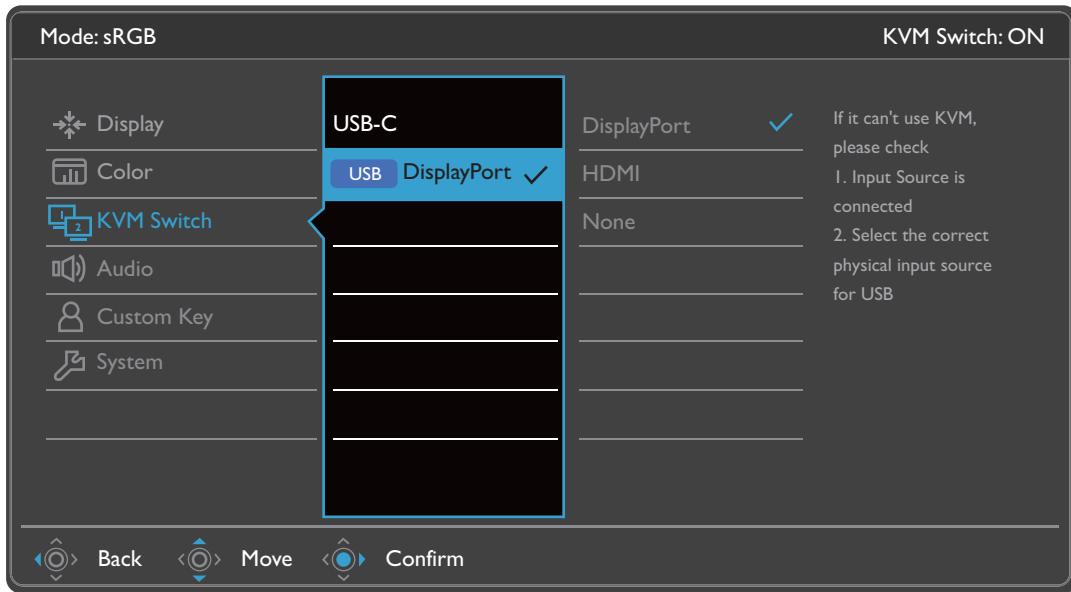 Mode: sRGB
KVM Switch: ON
Display
Color
1 2 KVM Switch
Audio
Custom Key
System
USB-C
USB DisplayPort
DisplayPort
HDMI
None
If it can't use KVM,
please check
1. Input Source is
connected
2. Select the correct
physical input source
for USB
Back
Move
Confirm